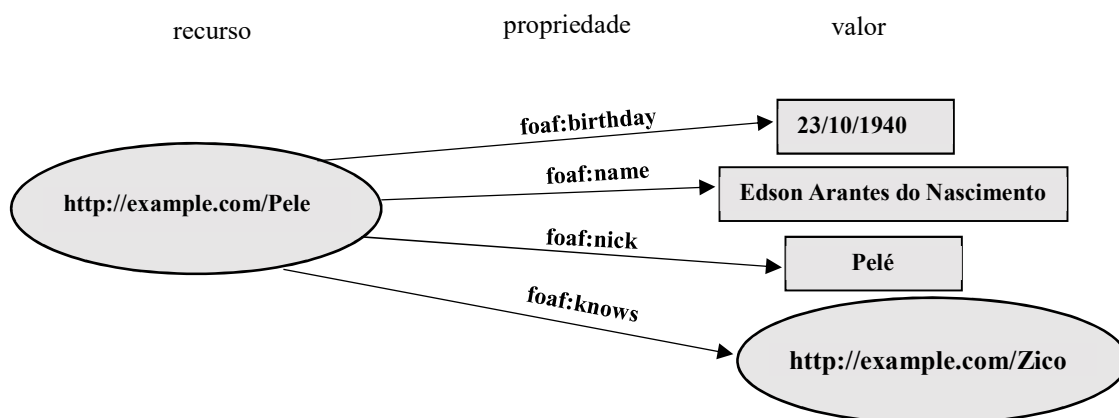 recurso propriedade valor
foaf:birthday 23/10/1940
foaf:name Edson Arantes do Nascimento
http://example.com/Pele
foaf:nick Pelé
foaf:knows
http://example.com/Zico